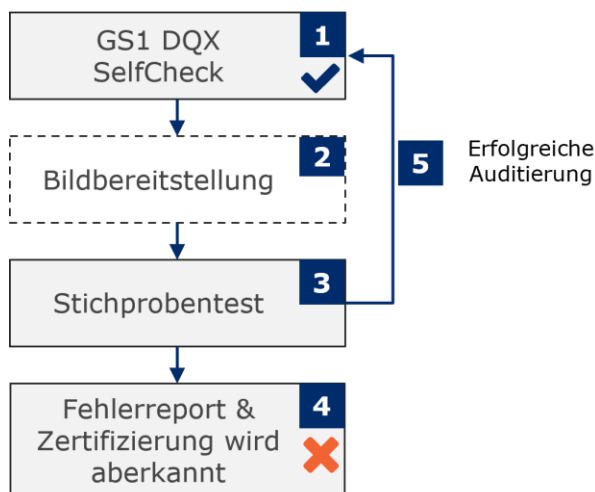 GS1 DQX
SelfCheck
1
Bildbereitstellung
2
5
Erfolgreiche
Auditierung
Stichprobentest
3
Fehlerreport &
Zertifizierung wird
aberkannt
4